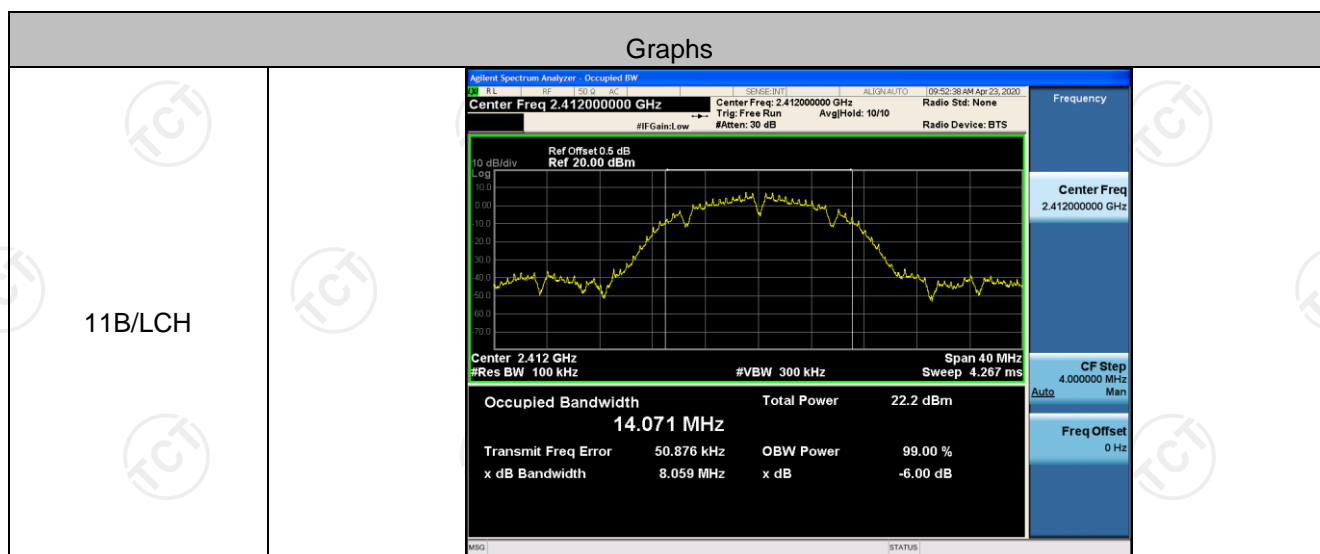 Graphs
11B/LCH
Agilent Spectrum Analyzer - Occupied BW
RL RF 50 Ω AC SENSE:INT ALIGNAUTO 09:52:38 AM Apr 23, 2020
Center Freq 2.412000000 GHz
Center Freq: 2.412000000 GHz
Radio Std: None
Trig: Free Run Avg|Hold: 10/10
#IFGain:Low
#Atten: 30 dB
Radio Device: BTS
Ref Offset 0.5 dB
10 dB/div Ref 20.00 dBm
Log
10.0
0.00
-10.0
-20.0
-30.0
-40.0
-50.0
-60.0
-70.0
Center 2.412 GHz Span 40 MHz
#Res BW 100 kHz #VBW 300 kHz Sweep 4.267 ms
Occupied Bandwidth Total Power 22.2 dBm
14.071 MHz
Transmit Freq Error 50.876 kHz OBW Power 99.00 %
x dB Bandwidth 8.059 MHz x dB -6.00 dB
MSG STATUS
Frequency
Center Freq
2.412000000 GHz
CF Step
4.000000 MHz
Auto Man
Freq Offset
0 Hz
TCT
TCT
TCT
TCT
TCT
TCT